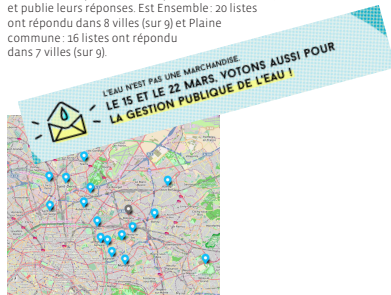 et publie leurs réponses. Est Ensemble : 20 listes
ont répondu dans 8 villes (sur 9) et Plaine
commune : 16 listes ont répondu
dans 7 villes (sur 9).
L'EAU N'EST PAS UNE MARCHANDISE.
LE 15 ET LE 22 MARS, VOTONS AUSSI POUR
LA GESTION PUBLIQUE DE L'EAU !